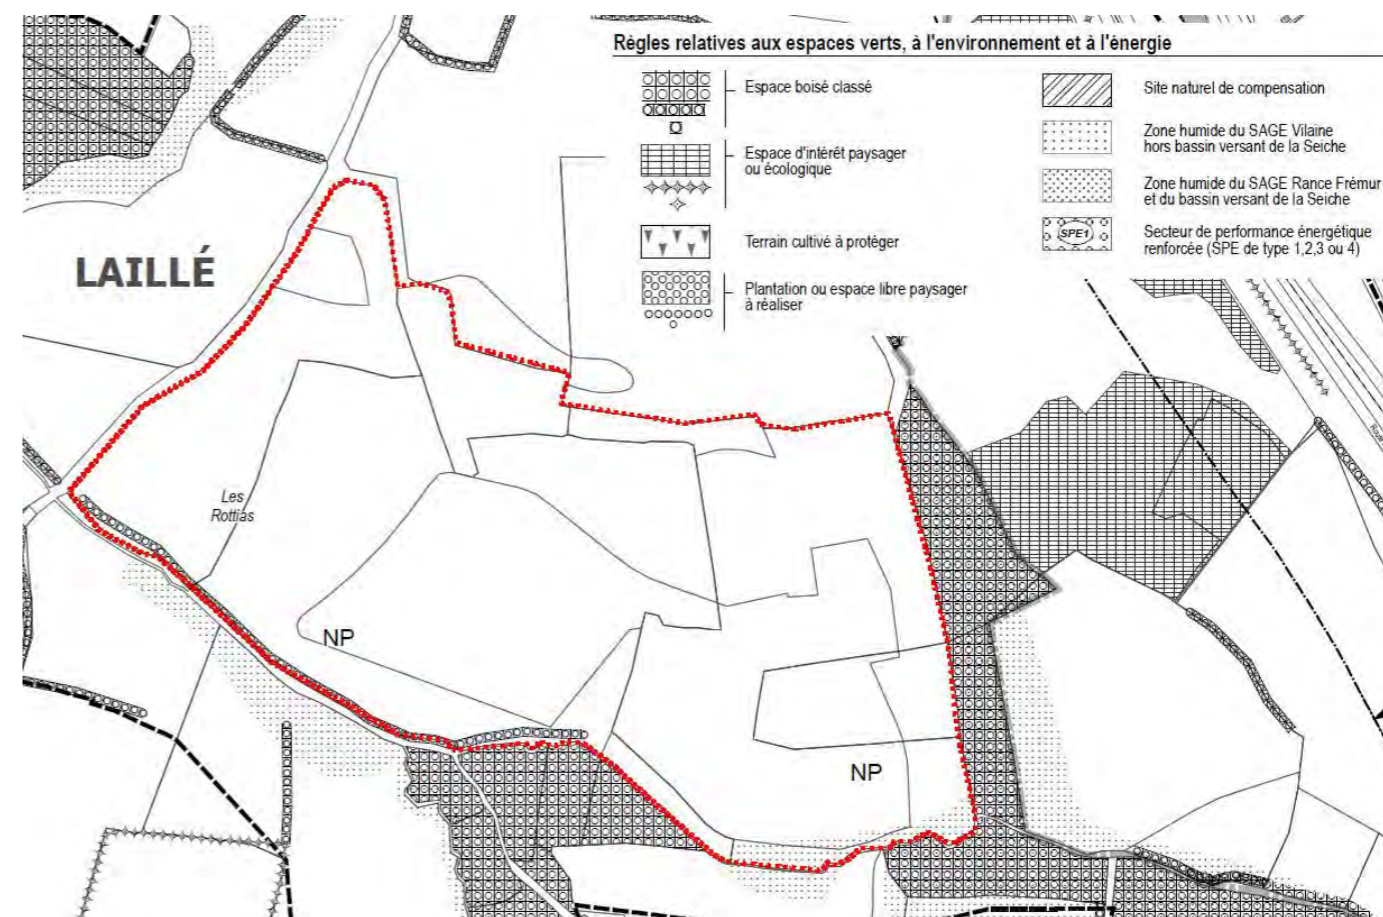 Règles relatives aux espaces verts, à l'environnement et à l'énergie
Espace boisé classé
Espace d'intérêt paysager
ou écologique
Terrain cultivé à protéger
Plantation ou espace libre paysager
à réaliser
Site naturel de compensation
Zone humide du SAGE Vilaine
hors bassin versant de la Seiche
Zone humide du SAGE Rance Frémur
et du bassin versant de la Seiche
SPE1
Secteur de performance énergétique
renforcée (SPE de type 1,2,3 ou 4)
LAILLÉ
Les
Rottias
NP
NP